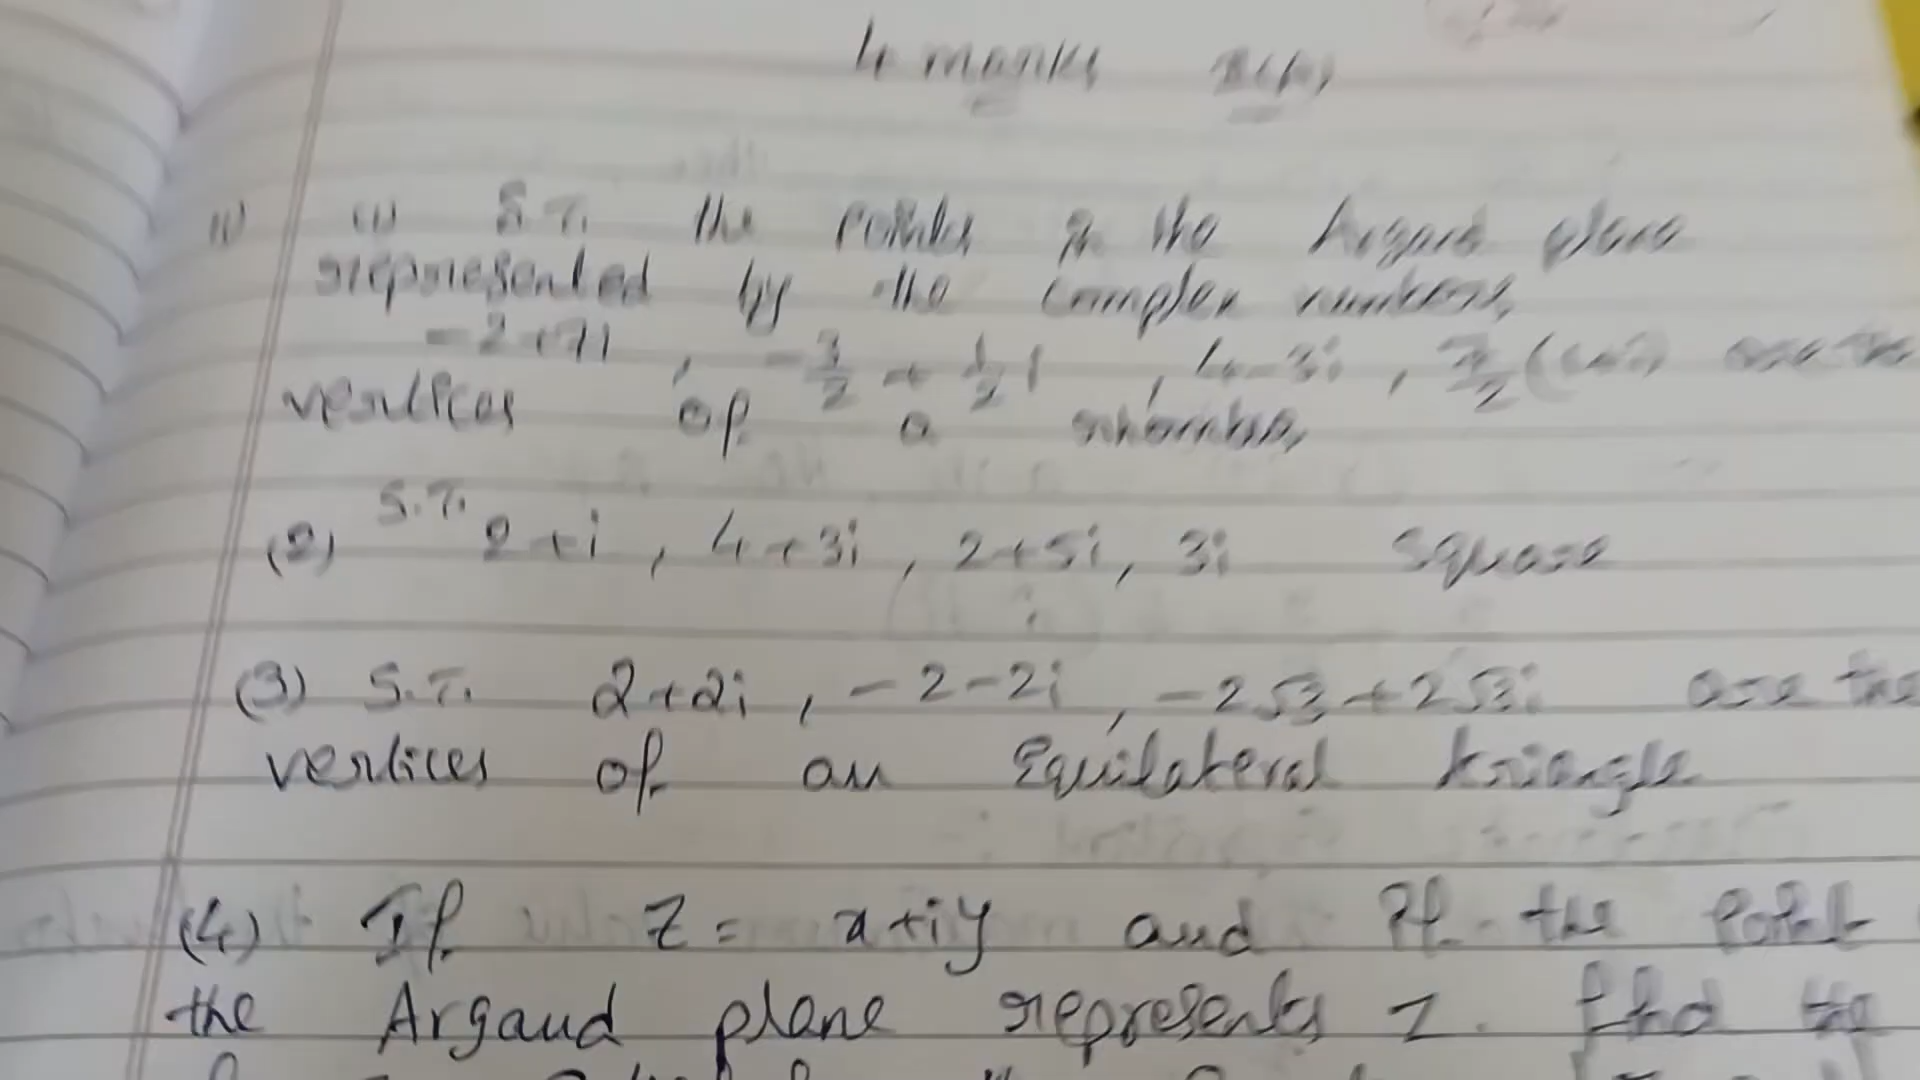 4 marks
11) (1) S.T. the points in the Argand plane
represented by the complex numbers,
-2+7i, -3/2 + 1/2 i, 4-3i, 7/2( are the
vertices of a rhombus,
(2) S.T. 2+i, 4+3i, 2+5i, 3i square
(3) S.T. 2+2i, -2-2i, -2√3+2√3i are the
vertices of an Equilateral triangle
(4) If z = x+iy and if the point
the Argand plane represents z. find the